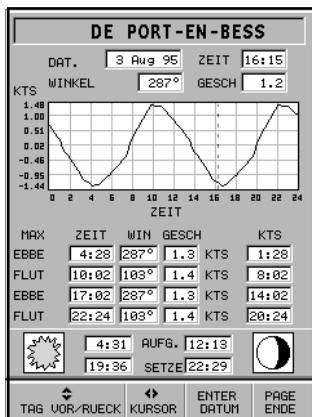 DE PORT-EN-BESS
DAT. 3 Aug 95 ZEIT 16:15
WINKEL 287° GESCH 1.2
KTS
1.48
1.00
0.51
0.02
-0.46
-0.95
-1.44
0 2 4 6 8 10 12 14 16 18 20 22 24
ZEIT
MAX ZEIT WIN GESCH KTS
EBBE 4:28 287° 1.3 KTS 1:28
FLUT 10:02 103° 1.4 KTS 8:02
EBBE 17:02 287° 1.3 KTS 14:02
FLUT 22:24 103° 1.4 KTS 20:24
4:31 AUFG. 12:13
19:36 SETZE 22:29
TAG VOR/RUECK KURSOR ENTER DATUM PAGE ENDE